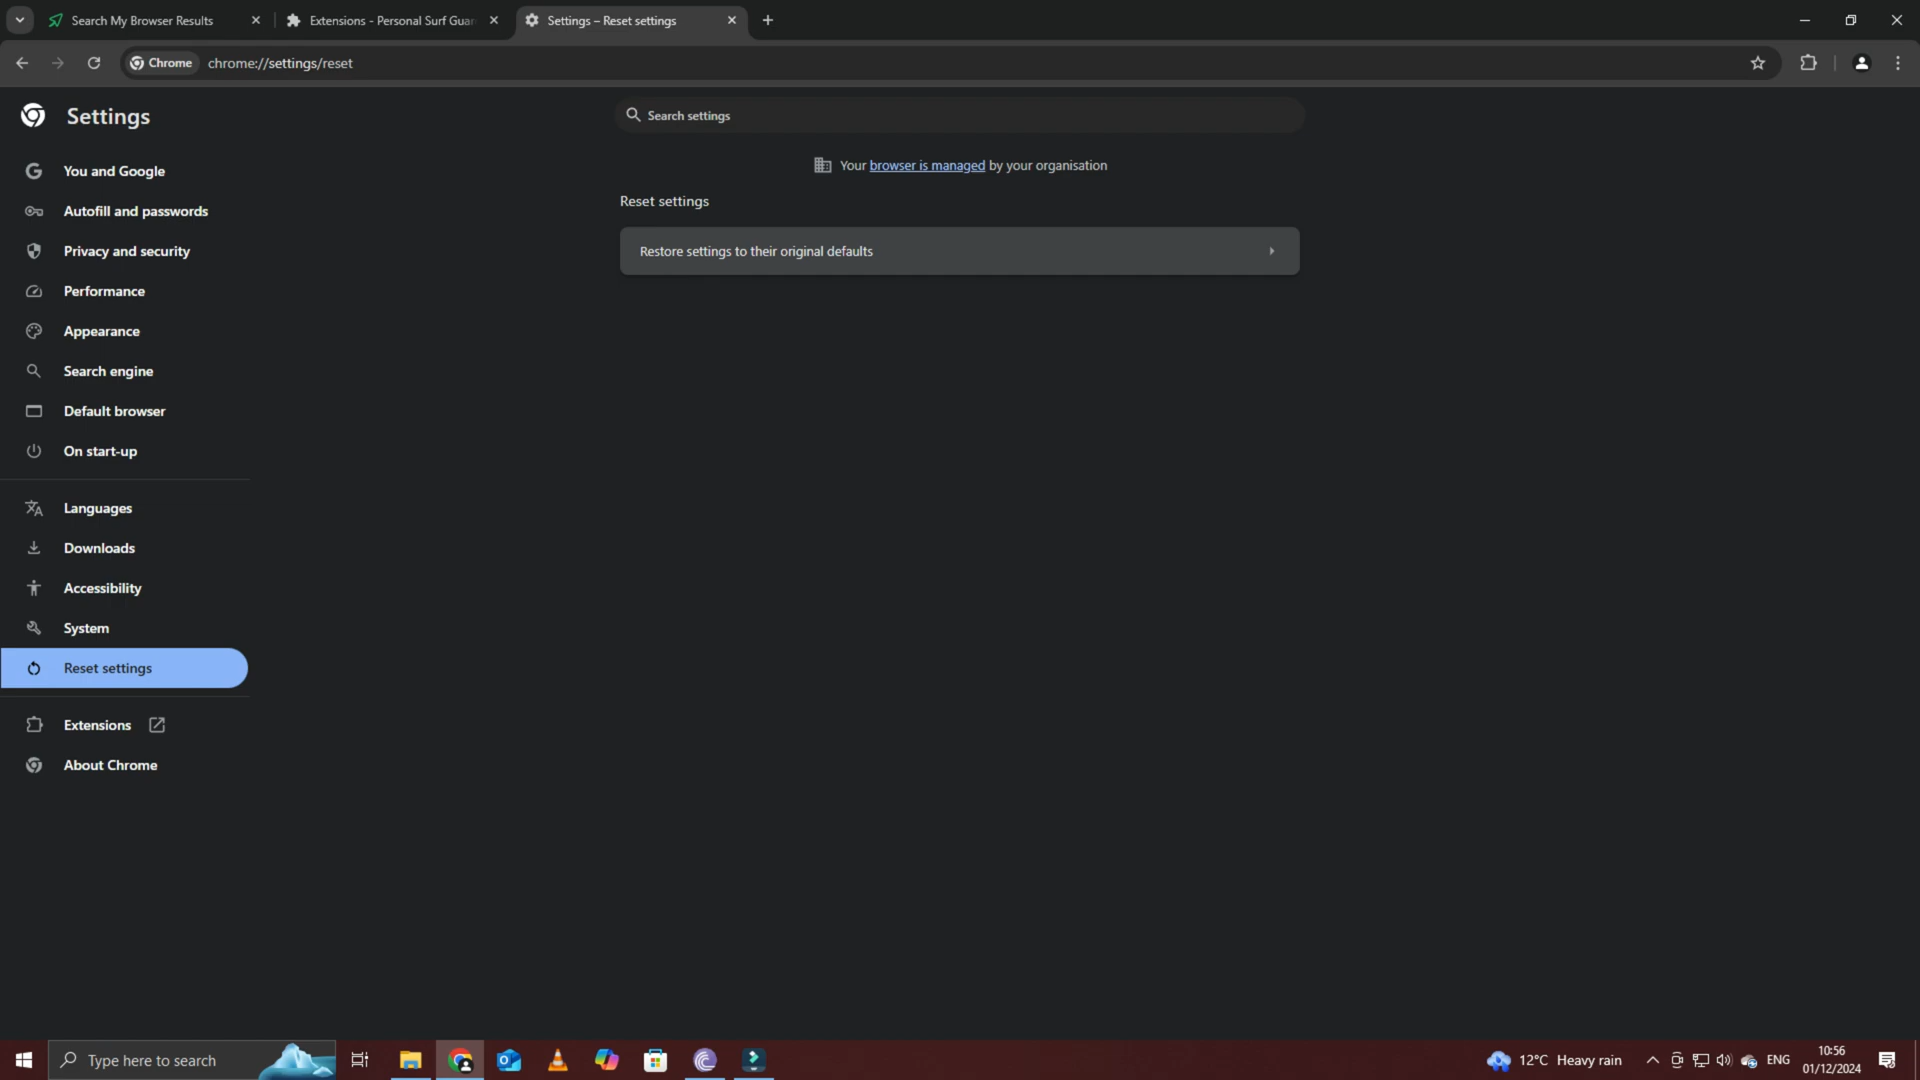 Search My Browser Results
Extensions - Personal Surf Guar
Settings – Reset settings
Chrome
chrome://settings/reset
Settings
Search settings
Your browser is managed by your organisation
You and Google
Autofill and passwords
Privacy and security
Performance
Appearance
Search engine
Default browser
On start-up
Languages
Downloads
Accessibility
System
Reset settings
Extensions
About Chrome
Reset settings
Restore settings to their original defaults
Type here to search
12°C Heavy rain
ENG
10:56
01/12/2024